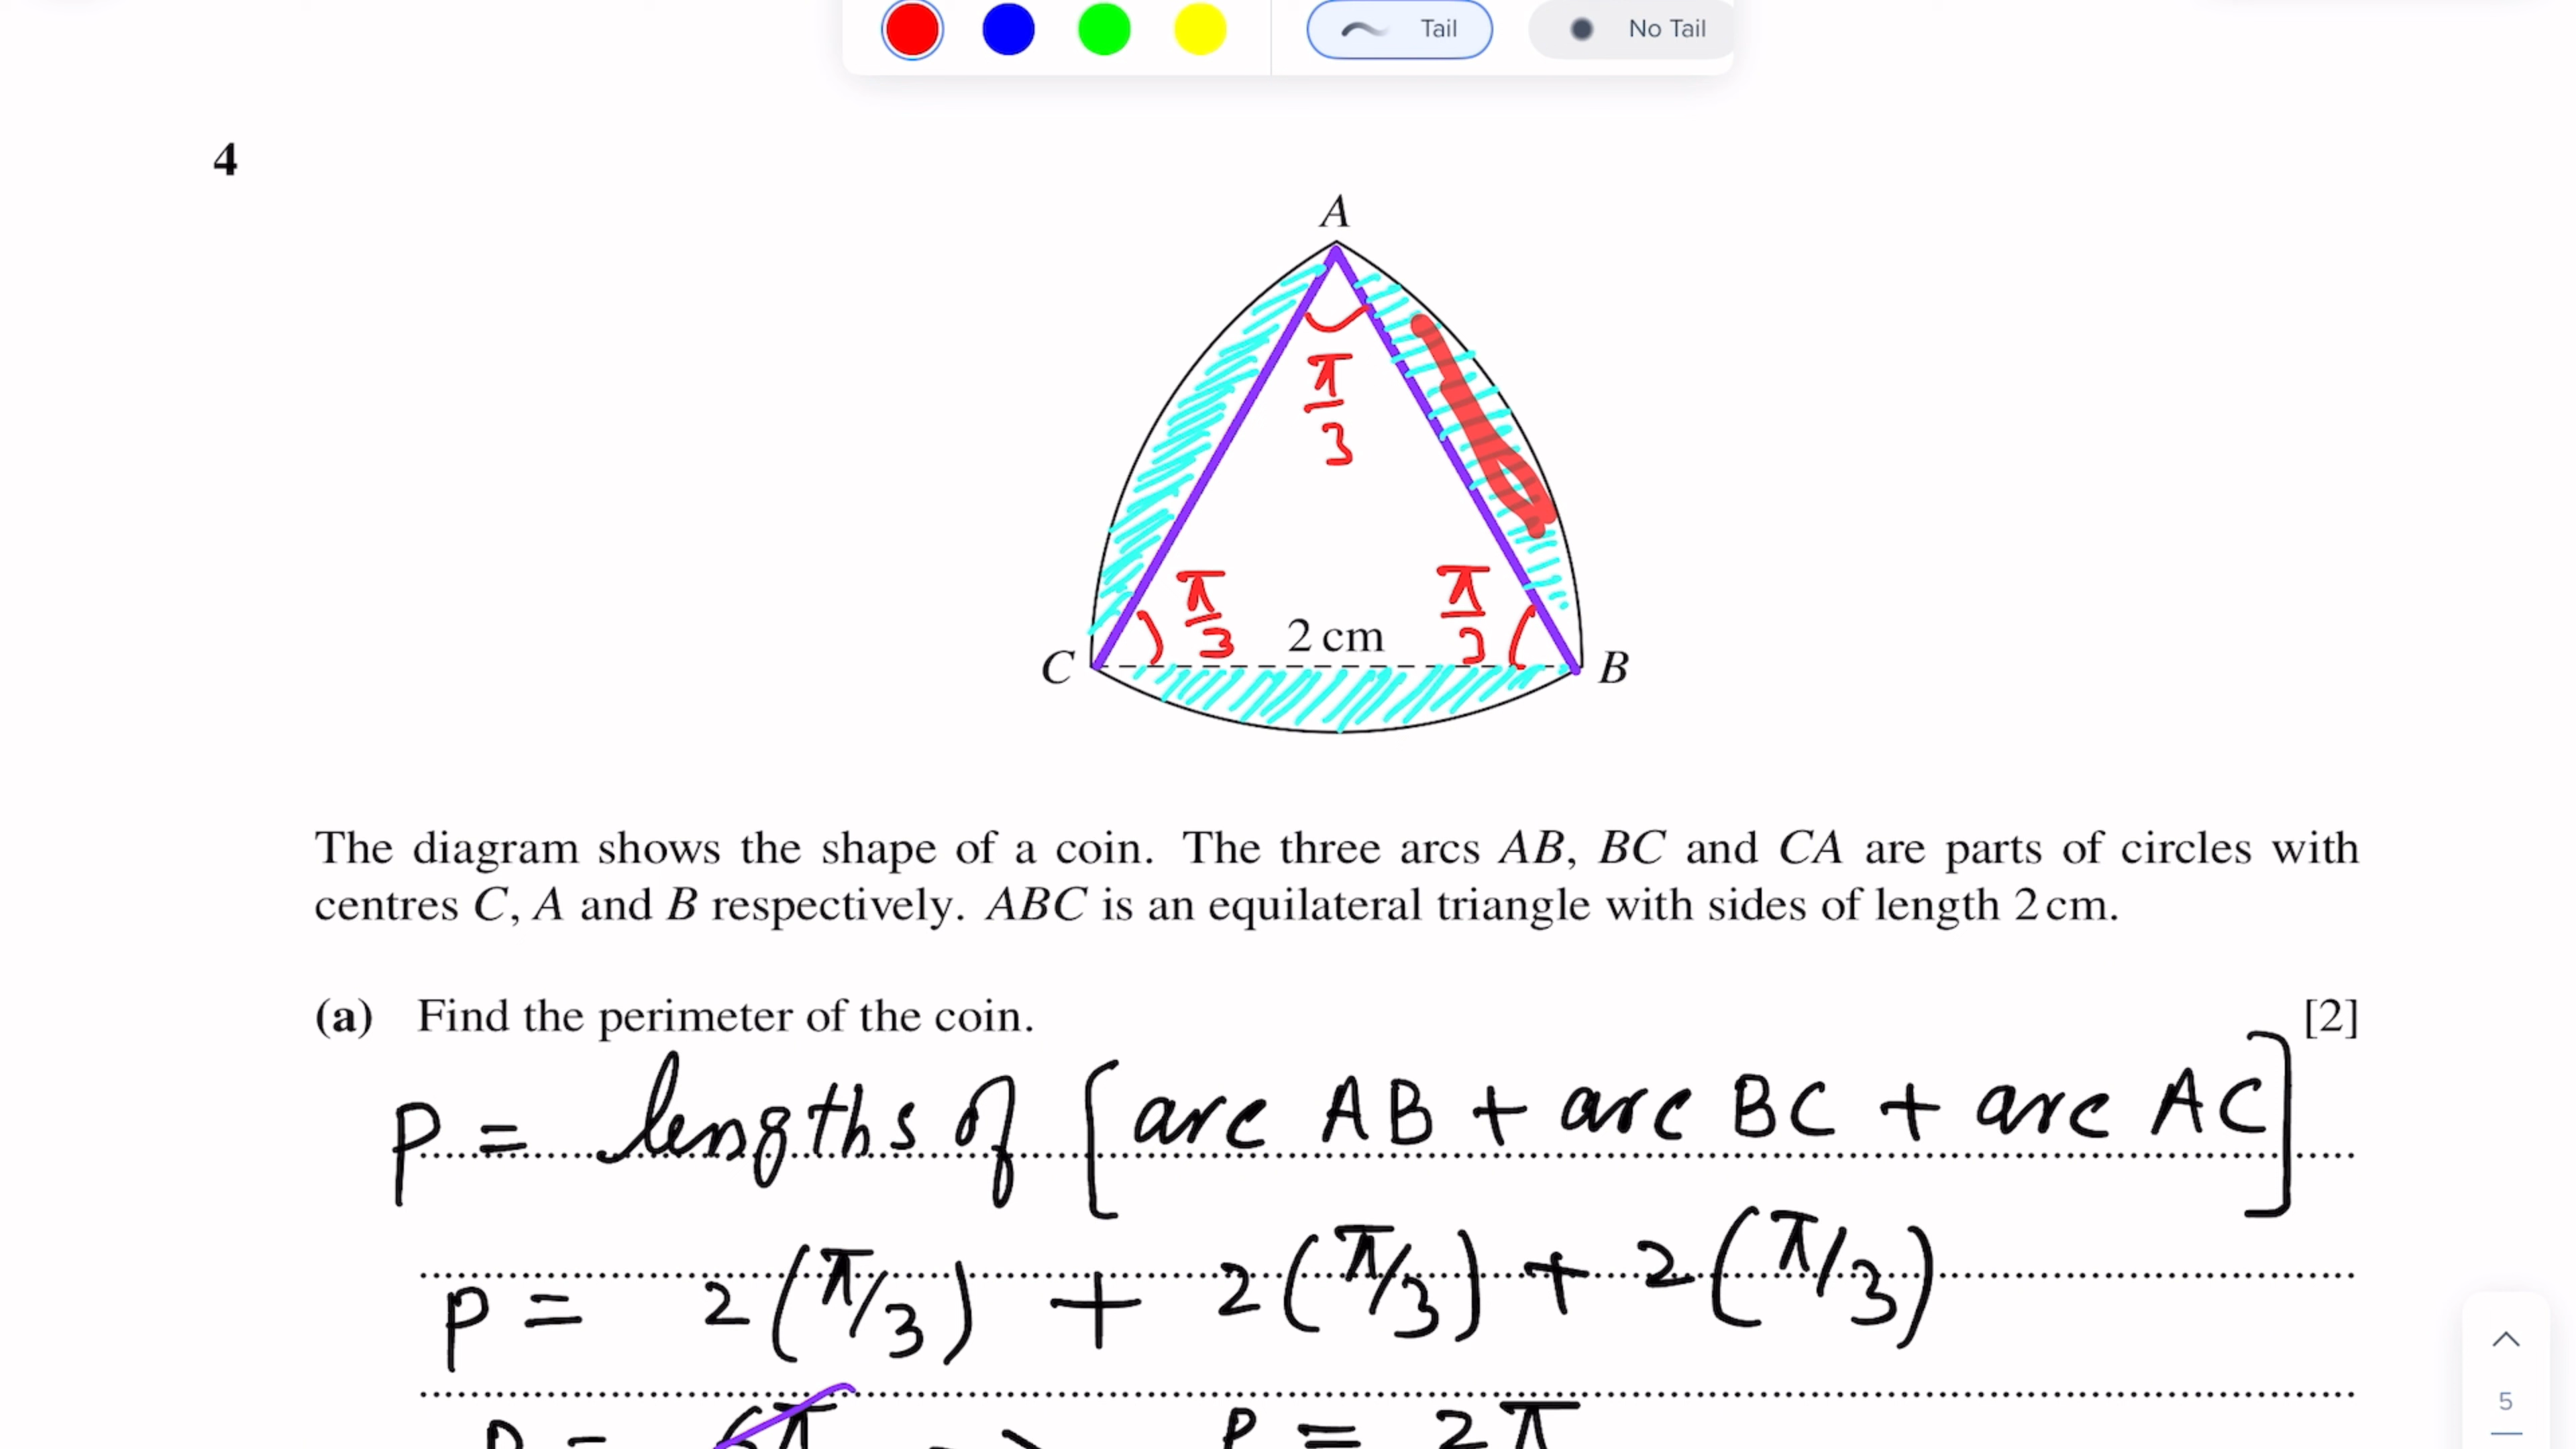 Tail No Tail
4
A
π/3
π/3 2 cm π/3
C B
The diagram shows the shape of a coin. The three arcs AB, BC and CA are parts of circles with
centres C, A and B respectively. ABC is an equilateral triangle with sides of length 2 cm.
(a) Find the perimeter of the coin. [2]
P = lengths of [arc AB + arc BC + arc AC]
P = 2(π/3) + 2(π/3) + 2(π/3)
P = 6π P = 2π
5